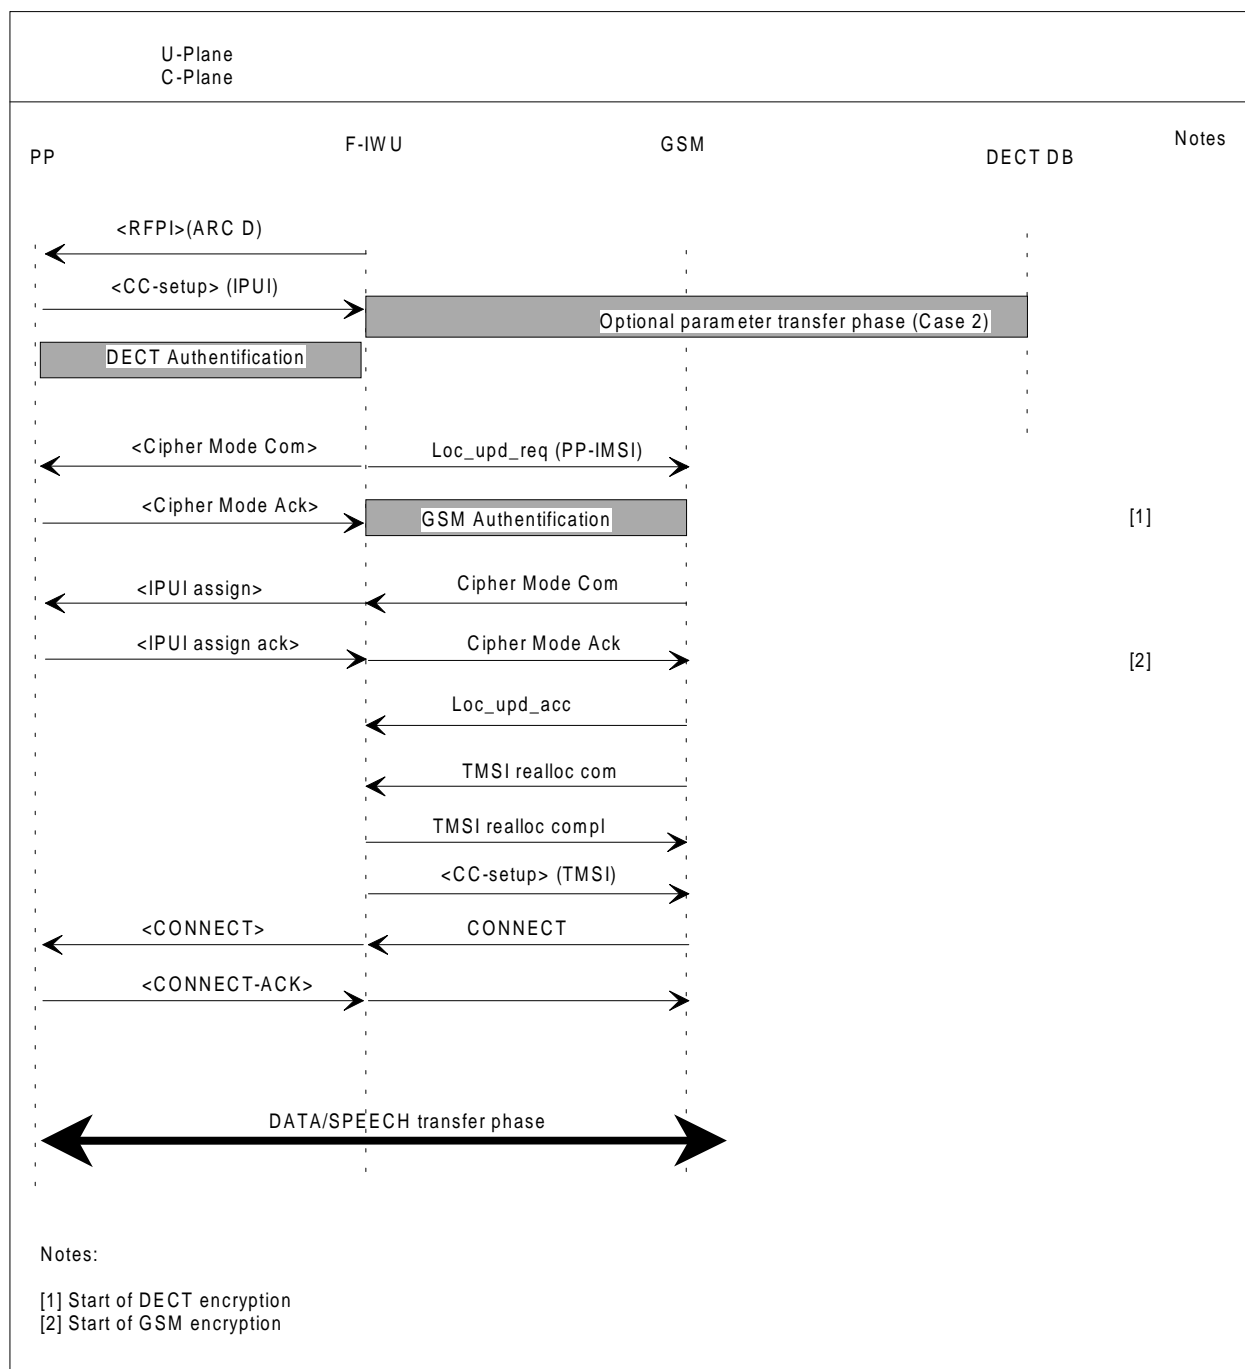 U-Plane
C-Plane
PP
F-IWU
GSM
DECT DB
Notes
<RFPI>(ARC D)
<CC-setup> (IPUI)
Optional parameter transfer phase (Case 2)
DECT Authentification
<Cipher Mode Com>
Loc_upd_req (PP-IMSI)
<Cipher Mode Ack>
GSM Authentification
[1]
<IPUI assign>
Cipher Mode Com
<IPUI assign ack>
Cipher Mode Ack
[2]
Loc_upd_acc
TMSI realloc com
TMSI realloc compl
<CC-setup> (TMSI)
<CONNECT>
CONNECT
<CONNECT-ACK>
DATA/SPEECH transfer phase
Notes:
[1] Start of DECT encryption
[2] Start of GSM encryption